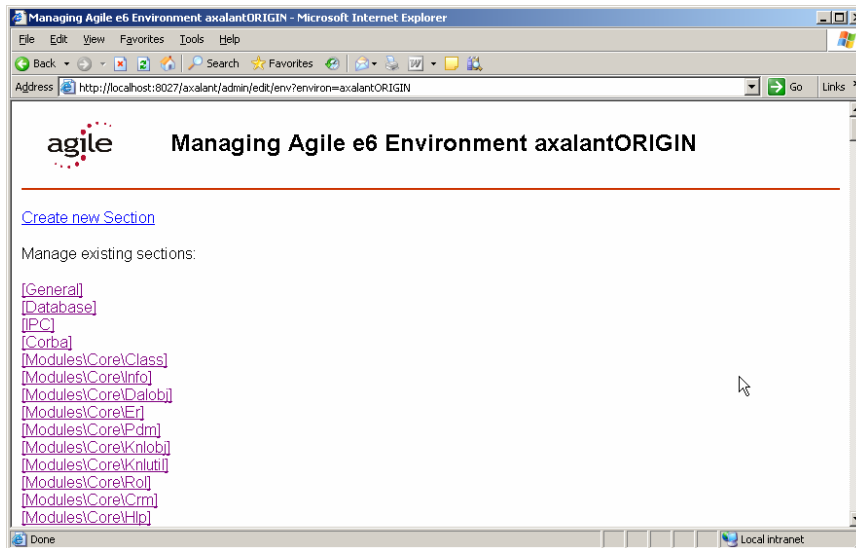 Managing Agile e6 Environment axalantORIGIN - Microsoft Internet Explorer
File Edit View Favorites Tools Help
Back Search Favorites
Address http://localhost:8027/axalant/admin/edit/env?environ=axalantORIGIN Go Links
agile Managing Agile e6 Environment axalantORIGIN
Create new Section
Manage existing sections:
[General]
[Database]
[IPC]
[Corba]
[Modules\Core\Class]
[Modules\Core\Info]
[Modules\Core\Dalobj]
[Modules\Core\Er]
[Modules\Core\Pdm]
[Modules\Core\Knlobj]
[Modules\Core\Knlutil]
[Modules\Core\Rol]
[Modules\Core\Crm]
[Modules\Core\Hlp]
Done Local intranet